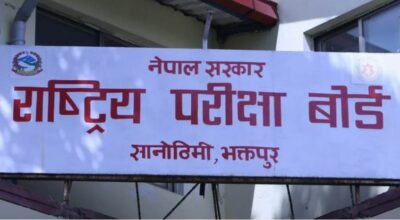 नेपाल सरकार
राष्ट्रिय परीक्षा बोर्ड
सानोठिमी, भक्तपुर